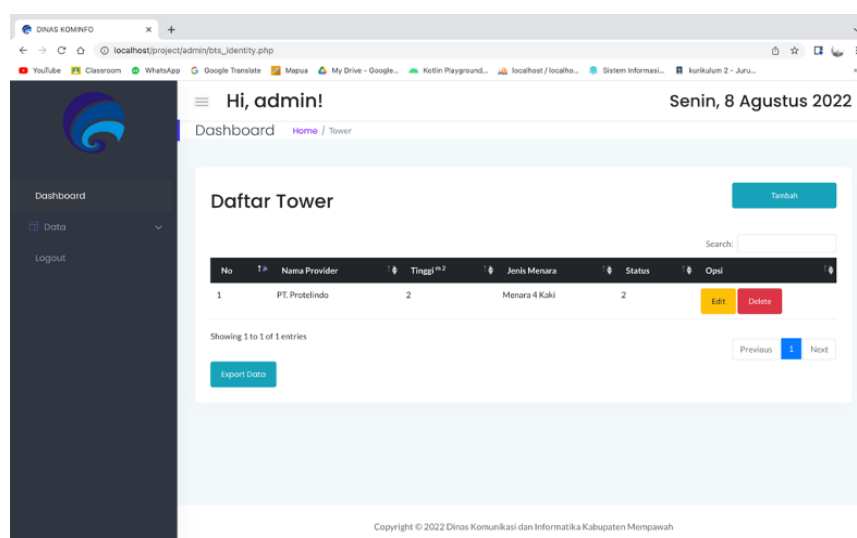 DINAS KOMINFO
localhost/project/admin/bts_identity.php
YouTube Classroom WhatsApp Google Translate Mapua My Drive - Google... Kotlin Playground... localhost / localho... Sistem Informasi... kurikulum 2 - Juru...
Hi, admin! Senin, 8 Agustus 2022
Dashboard Home / Tower
Dashboard
Data
Logout
Daftar Tower Tambah
Search:
No Nama Provider Tinggi m 2 Jenis Menara Status Opsi
1 PT. Protelindo 2 Menara 4 Kaki 2 Edit Delete
Showing 1 to 1 of 1 entries
Previous 1 Next
Export Data
Copyright © 2022 Dinas Komunikasi dan Informatika Kabupaten Mempawah